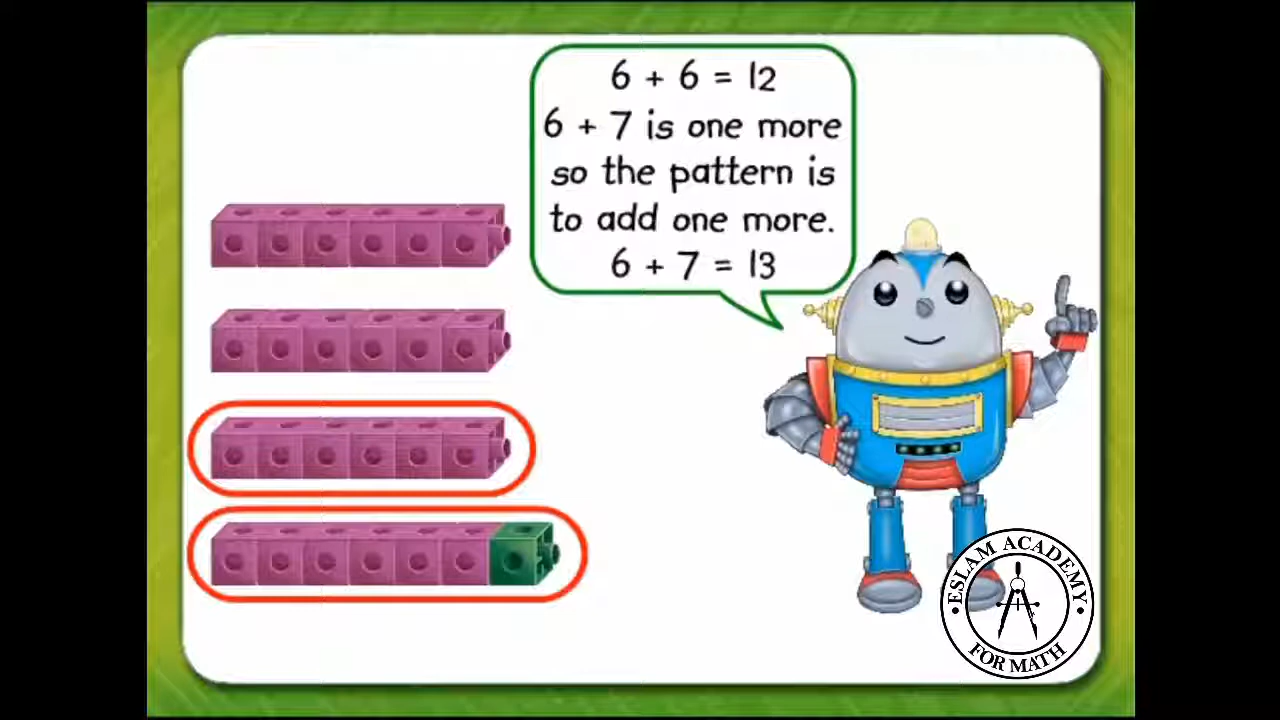 6 + 6 = 12
6 + 7 is one more
so the pattern is
to add one more.
6 + 7 = 13
ESLAM ACADEMY
FOR MATH